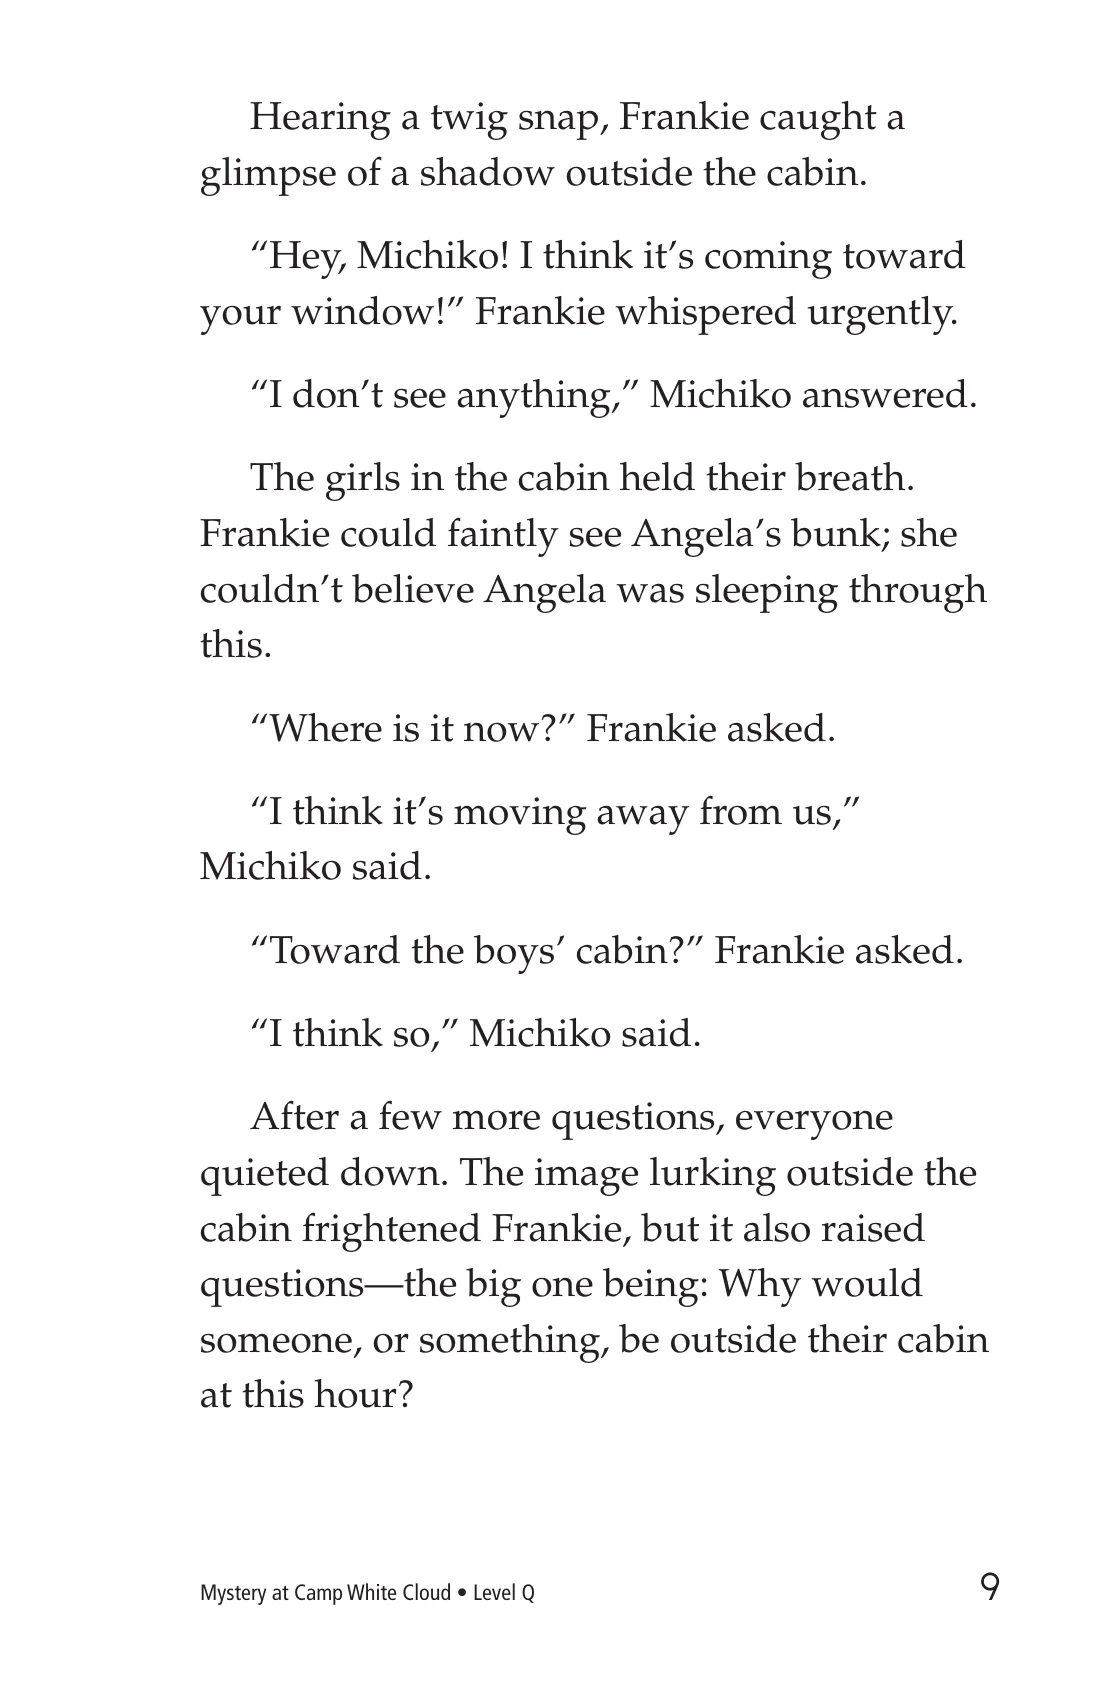 Hearing a twig snap, Frankie caught a
glimpse of a shadow outside the cabin.
“Hey, Michiko! I think it’s coming toward
your window!” Frankie whispered urgently.
“I don’t see anything,” Michiko answered.
The girls in the cabin held their breath.
Frankie could faintly see Angela’s bunk; she
couldn’t believe Angela was sleeping through
this.
“Where is it now?” Frankie asked.
“I think it’s moving away from us,”
Michiko said.
“Toward the boys’ cabin?” Frankie asked.
“I think so,” Michiko said.
After a few more questions, everyone
quieted down. The image lurking outside the
cabin frightened Frankie, but it also raised
questions—the big one being: Why would
someone, or something, be outside their cabin
at this hour?
Mystery at Camp White Cloud • Level Q
9